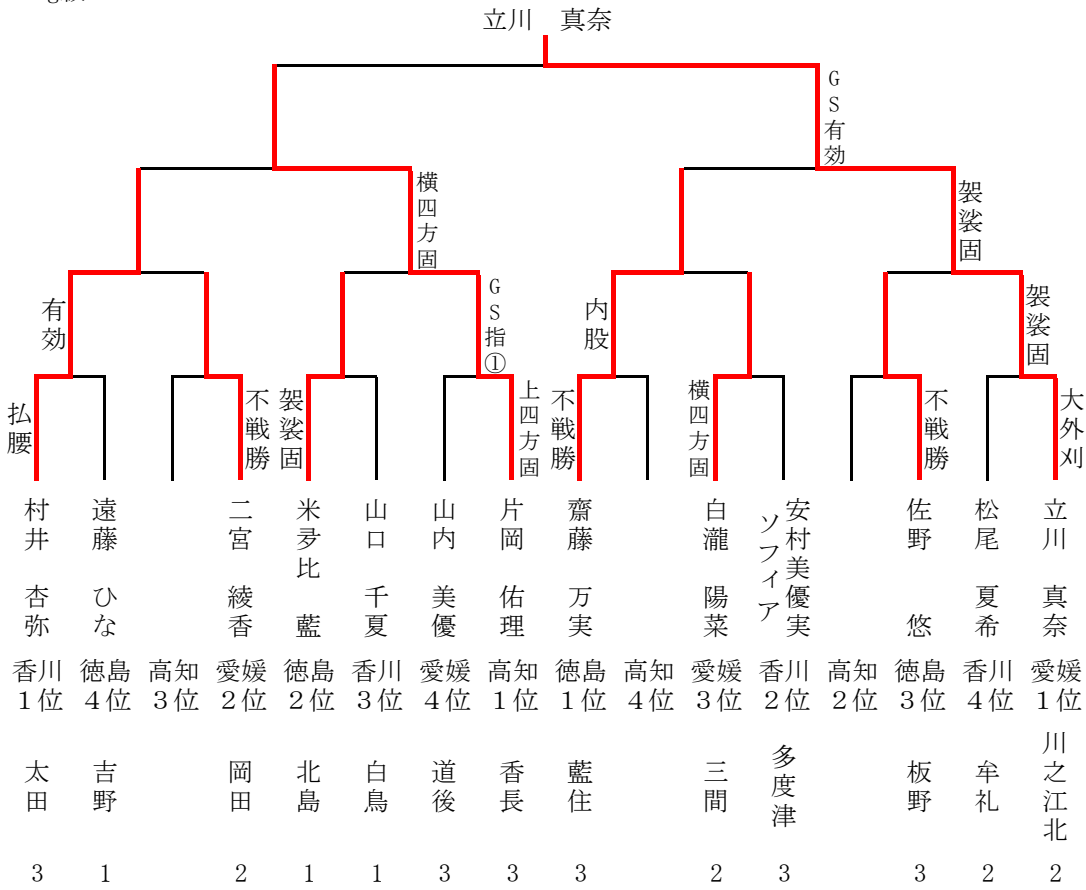 立川　真奈
GS有効
横四方固
袈裟固
有効
GS指①
内股
袈裟固
払腰
不戦勝
袈裟固
上四方固
不戦勝
横四方固
不戦勝
大外刈
村井　杏弥
遠藤　ひな
二宮　綾香
米夛比　藍
山口　千夏
山内　美優
片岡　佑理
齋藤　万実
白瀧　陽菜
安村美優実
ソフィア
佐野　悠
松尾　夏希
立川　真奈
香川 徳島 高知 愛媛 徳島 香川 愛媛 高知 徳島 高知 愛媛 香川 高知 徳島 香川 愛媛
１位 ４位 ３位 ２位 ２位 ３位 ４位 １位 １位 ４位 ３位 ２位 ２位 ３位 ４位 １位
太田
吉野
岡田
北島
白鳥
道後
香長
藍住
三間
多度津
板野
牟礼
川之江北
3 1 2 1 1 3 3 3 2 3 3 2 2